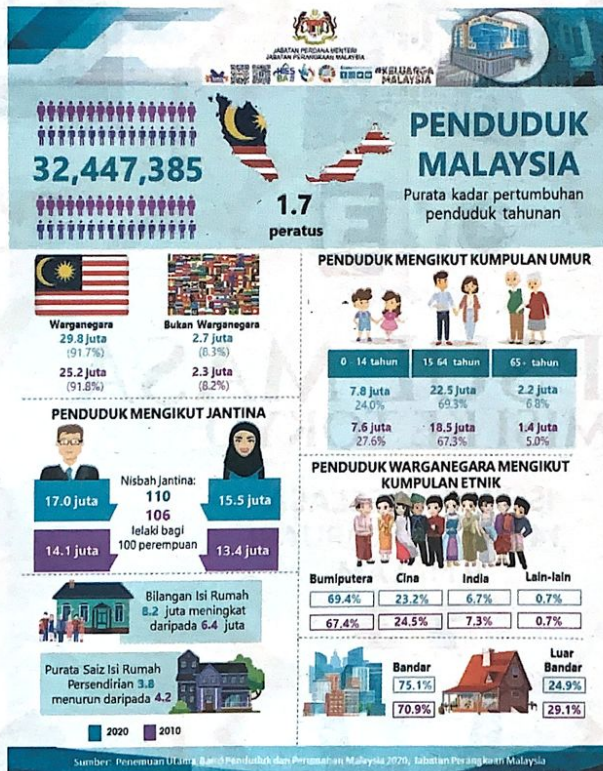 JABATAN PERDANA MENTERI
JABATAN PERANGKAAN MALAYSIA
#KELUARGA
MALAYSIA
32,447,385
1.7
peratus
PENDUDUK
MALAYSIA
Purata kadar pertumbuhan
penduduk tahunan
Warganegara
29.8 juta
(91.7%)
25.2 juta
(91.8%)
Bukan Warganegara
2.7 juta
(8.3%)
2.3 juta
(8.2%)
PENDUDUK MENGIKUT KUMPULAN UMUR
0 - 14 tahun 15-64 tahun 65+ tahun
7.8 juta 22.5 juta 2.2 juta
24.0% 69.3% 6.8%
7.6 juta 18.5 juta 1.4 juta
27.6% 67.3% 5.0%
PENDUDUK MENGIKUT JANTINA
Nisbah Jantina:
17.0 juta 110 15.5 juta
106
lelaki bagi
14.1 juta 100 perempuan 13.4 juta
PENDUDUK WARGANEGARA MENGIKUT
KUMPULAN ETNIK
Bumiputera Cina India Lain-lain
69.4% 23.2% 6.7% 0.7%
67.4% 24.5% 7.3% 0.7%
Bilangan Isi Rumah
8.2 juta meningkat
daripada 6.4 juta
Purata Saiz Isi Rumah
Persendirian 3.8
menurun daripada 4.2
Bandar
75.1%
70.9%
Luar
Bandar
24.9%
29.1%
2020 2010
Sumber: Penemuan Utama Banci Penduduk dan Perumahan Malaysia 2020, Jabatan Perangkaan Malaysia